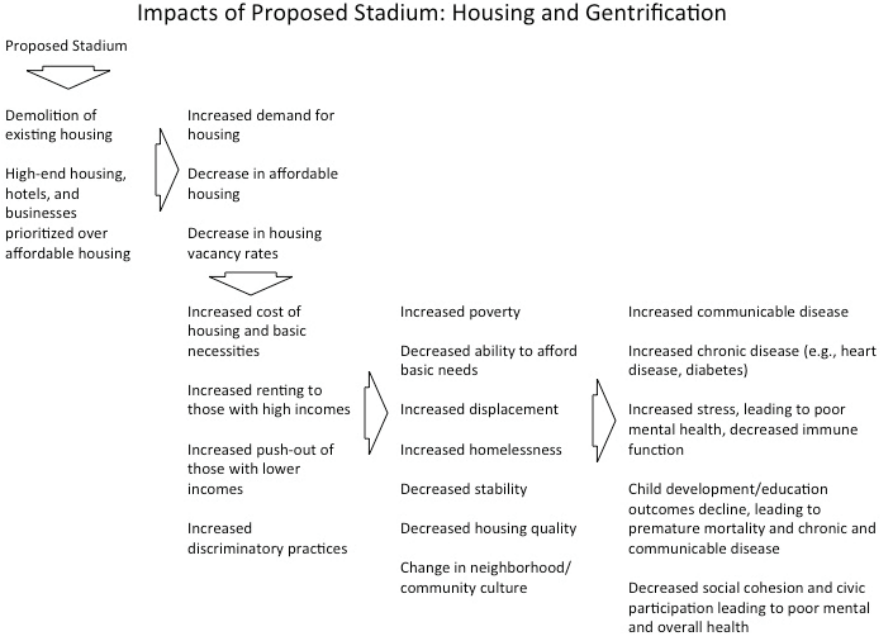 Impacts of Proposed Stadium: Housing and Gentrification
Proposed Stadium
Demolition of
existing housing
High-end housing,
hotels, and
businesses
prioritized over
affordable housing
Increased demand for
housing
Decrease in affordable
housing
Decrease in housing
vacancy rates
Increased cost of
housing and basic
necessities
Increased renting to
those with high incomes
Increased push-out of
those with lower
incomes
Increased
discriminatory practices
Increased poverty
Decreased ability to afford
basic needs
Increased displacement
Increased homelessness
Decreased stability
Decreased housing quality
Change in neighborhood/
community culture
Increased communicable disease
Increased chronic disease (e.g., heart
disease, diabetes)
Increased stress, leading to poor
mental health, decreased immune
function
Child development/education
outcomes decline, leading to
premature mortality and chronic and
communicable disease
Decreased social cohesion and civic
participation leading to poor mental
and overall health